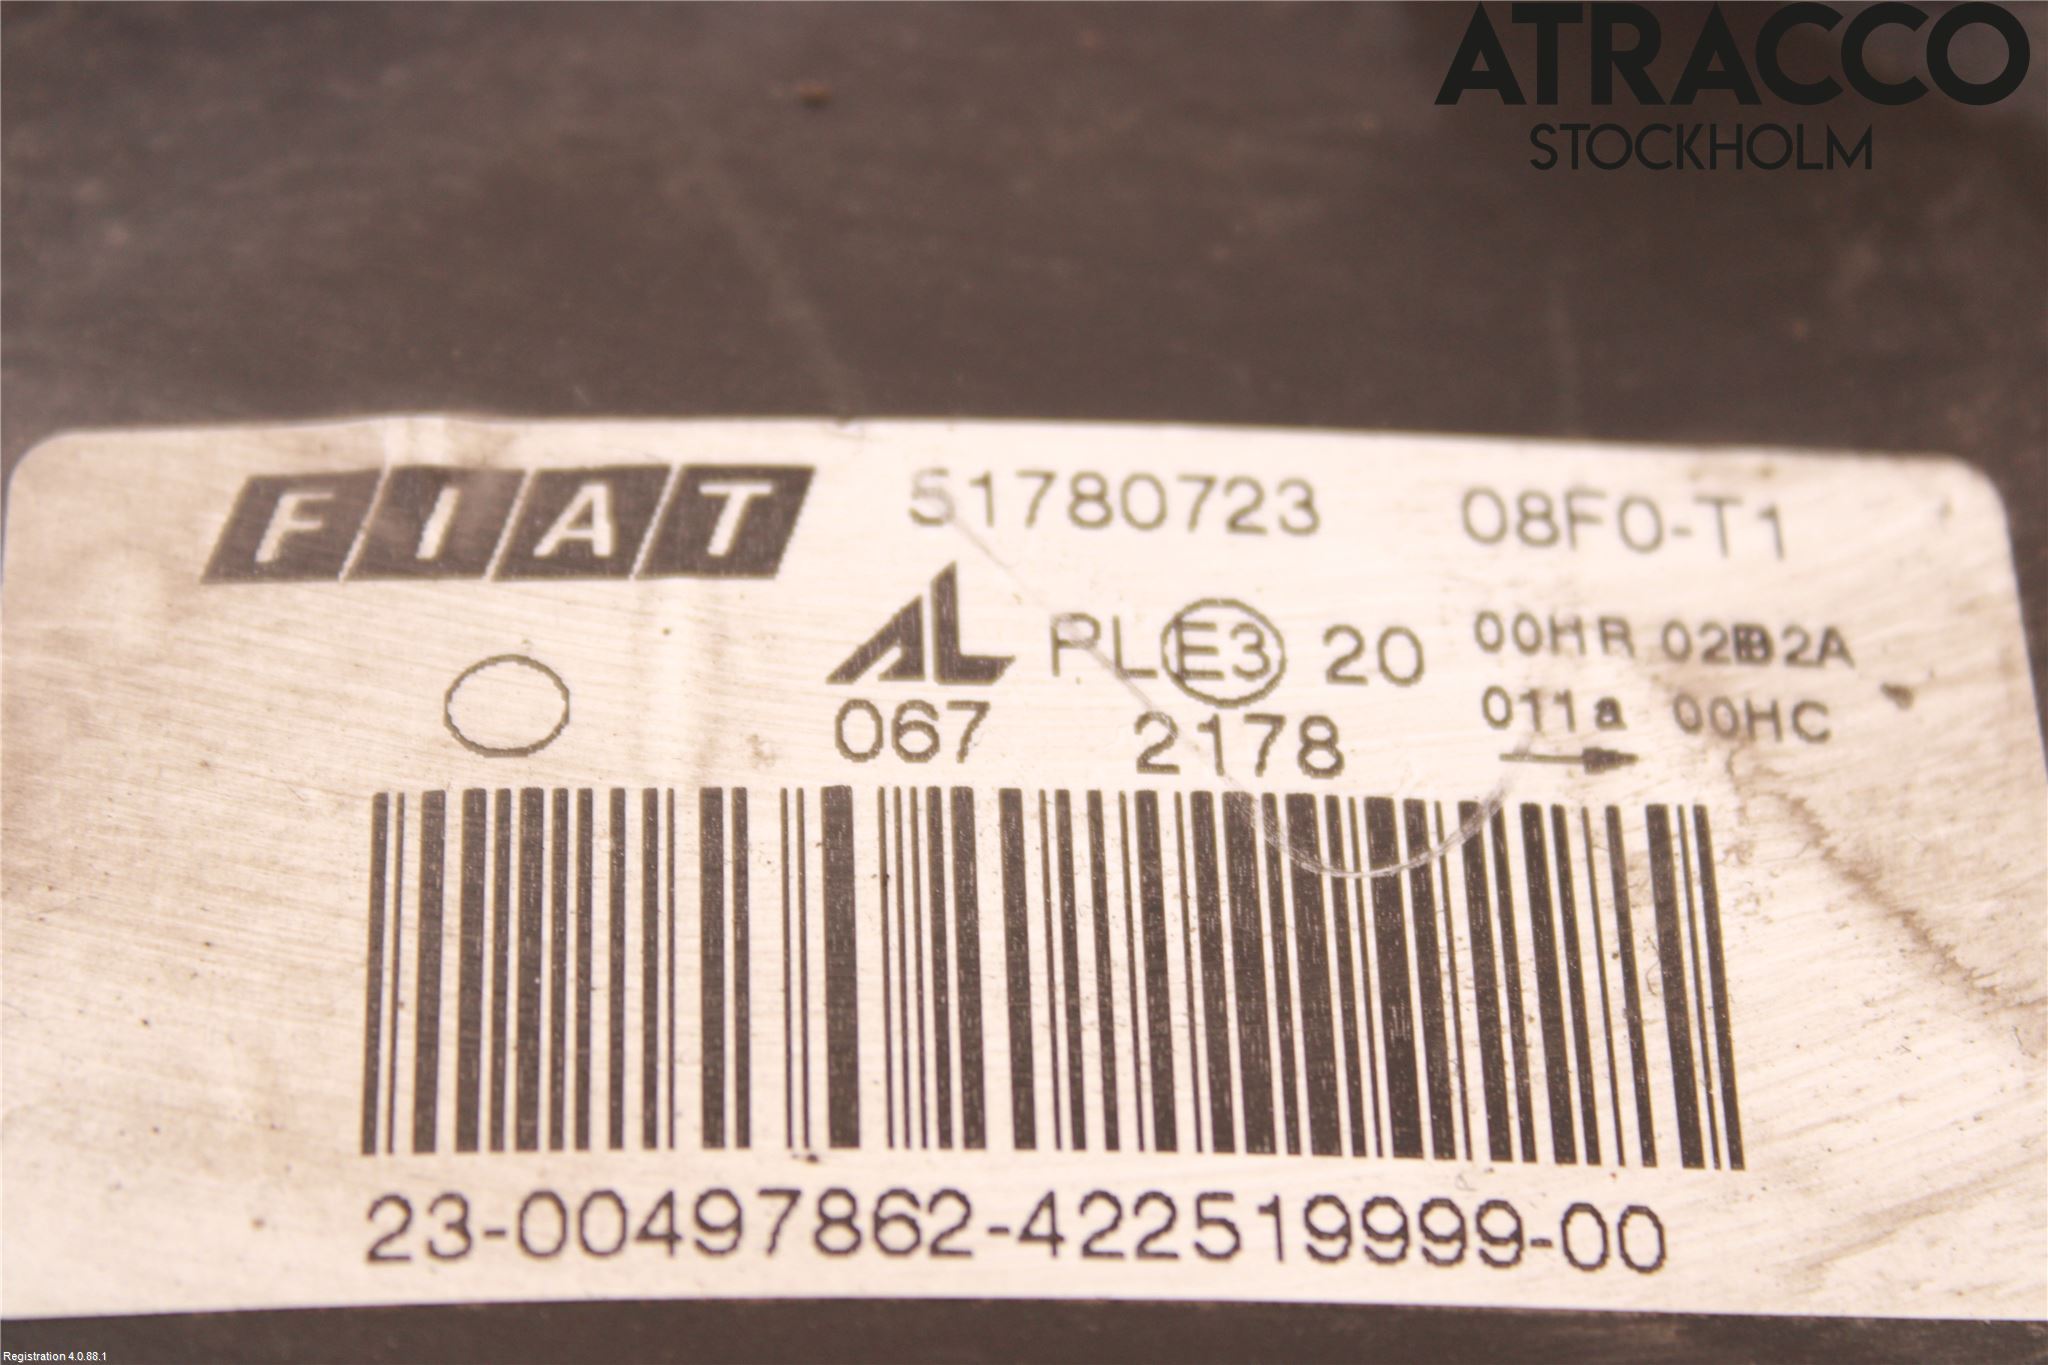 ATRACCO
STOCKHOLM
FIAT 51780723 08F0-T1
AL PL E3 20 00HR 02B2A
067 2178 011a 00HC
23-00497862-422519999-00
Registration 4.0.88.1